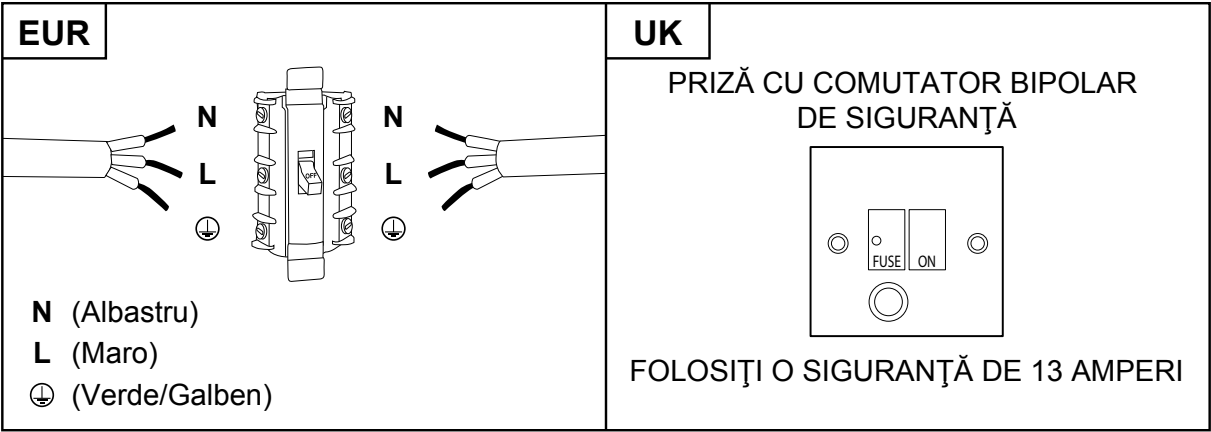 EUR
N
N
L
L
OFF
N (Albastru)
L (Maro)
(Verde/Galben)
UK
PRIZĂ CU COMUTATOR BIPOLAR
DE SIGURANŢĂ
FUSE ON
FOLOSIŢI O SIGURANŢĂ DE 13 AMPERI